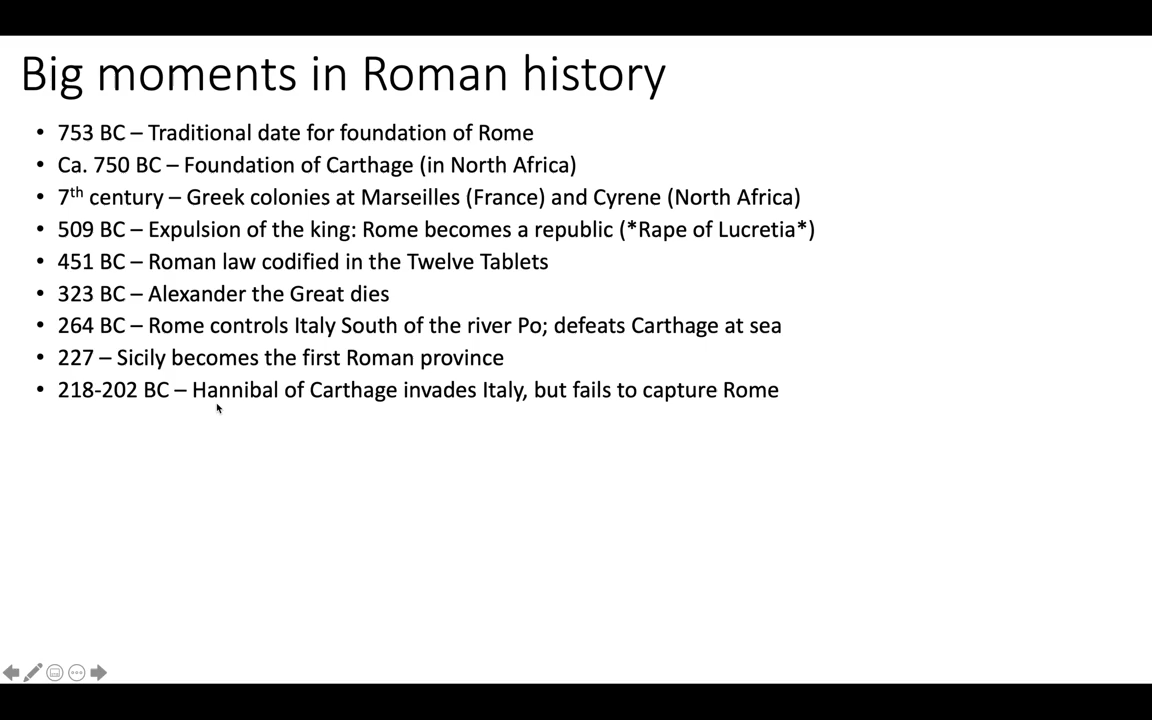 Big moments in Roman history
• 753 BC – Traditional date for foundation of Rome
• Ca. 750 BC – Foundation of Carthage (in North Africa)
• 7th century – Greek colonies at Marseilles (France) and Cyrene (North Africa)
• 509 BC – Expulsion of the king: Rome becomes a republic (*Rape of Lucretia*)
• 451 BC – Roman law codified in the Twelve Tablets
• 323 BC – Alexander the Great dies
• 264 BC – Rome controls Italy South of the river Po; defeats Carthage at sea
• 227 – Sicily becomes the first Roman province
• 218-202 BC – Hannibal of Carthage invades Italy, but fails to capture Rome